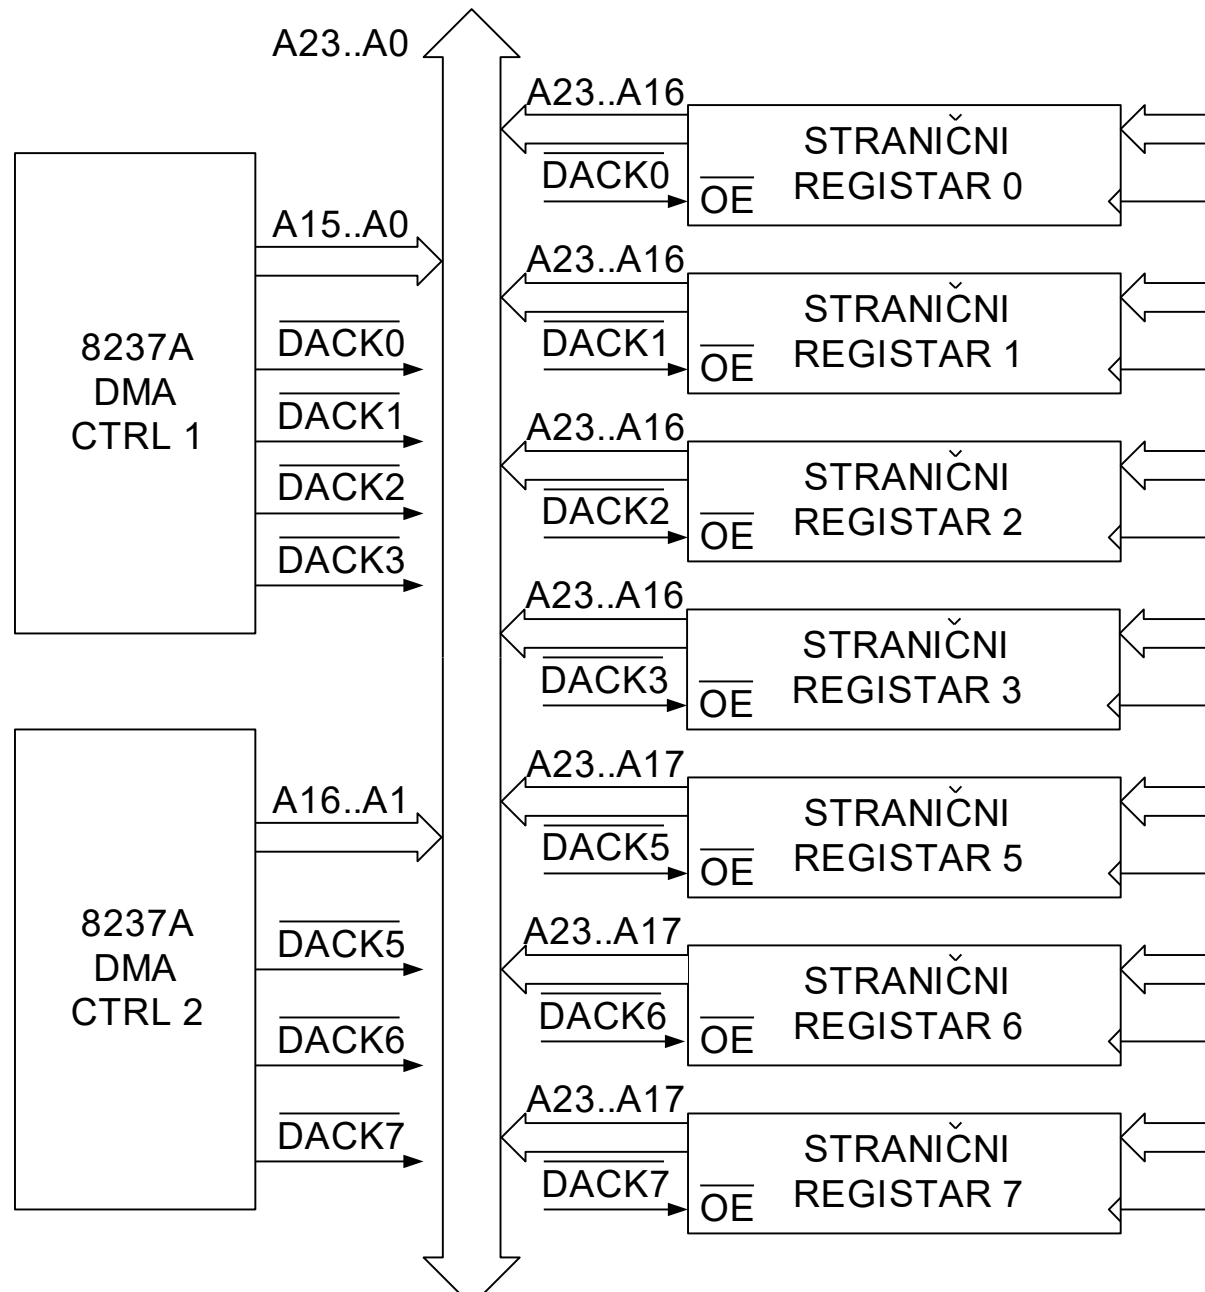 A23..A0
8237A
DMA
CTRL 1
A15..A0
DACK0
DACK1
DACK2
DACK3
8237A
DMA
CTRL 2
A16..A1
DACK5
DACK6
DACK7
A23..A16
DACK0
OE
STRANIČNI
REGISTAR 0
A23..A16
DACK1
OE
STRANIČNI
REGISTAR 1
A23..A16
DACK2
OE
STRANIČNI
REGISTAR 2
A23..A16
DACK3
OE
STRANIČNI
REGISTAR 3
A23..A17
DACK5
OE
STRANIČNI
REGISTAR 5
A23..A17
DACK6
OE
STRANIČNI
REGISTAR 6
A23..A17
DACK7
OE
STRANIČNI
REGISTAR 7